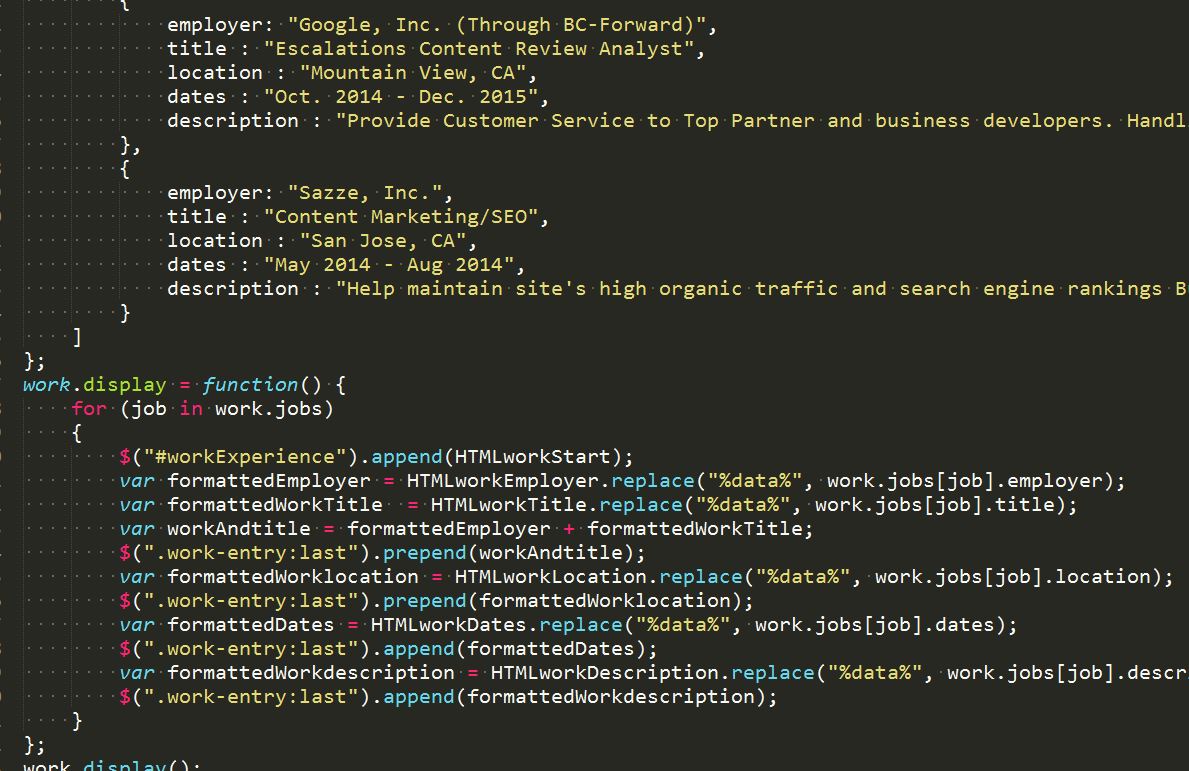 {
employer: "Google, Inc. (Through BC-Forward)",
title : "Escalations Content Review Analyst",
location : "Mountain View, CA",
dates : "Oct. 2014 - Dec. 2015",
description : "Provide Customer Service to Top Partner and business developers. Handl
},
{
employer: "Sazze, Inc.",
title : "Content Marketing/SEO",
location : "San Jose, CA",
dates : "May 2014 - Aug 2014",
description : "Help maintain site's high organic traffic and search engine rankings B
}
]
};
work.display = function() {
for (job in work.jobs)
{
$("#workExperience").append(HTMLworkStart);
var formattedEmployer = HTMLworkEmployer.replace("%data%", work.jobs[job].employer);
var formattedWorkTitle  = HTMLworkTitle.replace("%data%", work.jobs[job].title);
var workAndtitle = formattedEmployer + formattedWorkTitle;
$(".work-entry:last").prepend(workAndtitle);
var formattedWorklocation = HTMLworkLocation.replace("%data%", work.jobs[job].location);
$(".work-entry:last").prepend(formattedWorklocation);
var formattedDates = HTMLworkDates.replace("%data%", work.jobs[job].dates);
$(".work-entry:last").append(formattedDates);
var formattedWorkdescription = HTMLworkDescription.replace("%data%", work.jobs[job].descr
$(".work-entry:last").append(formattedWorkdescription);
}
};
work.display();